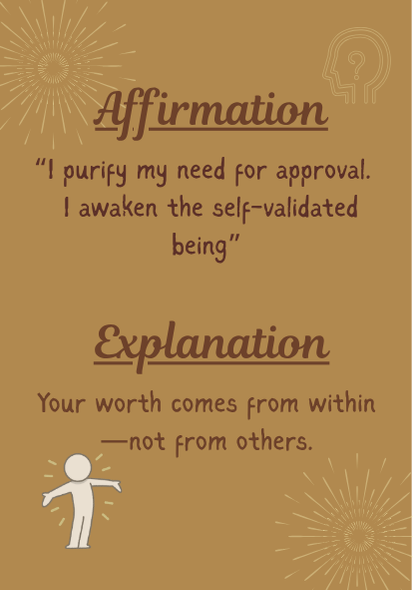 Affirmation
“I purify my need for approval.
I awaken the self-validated
being”
Explanation
Your worth comes from within
—not from others.
?